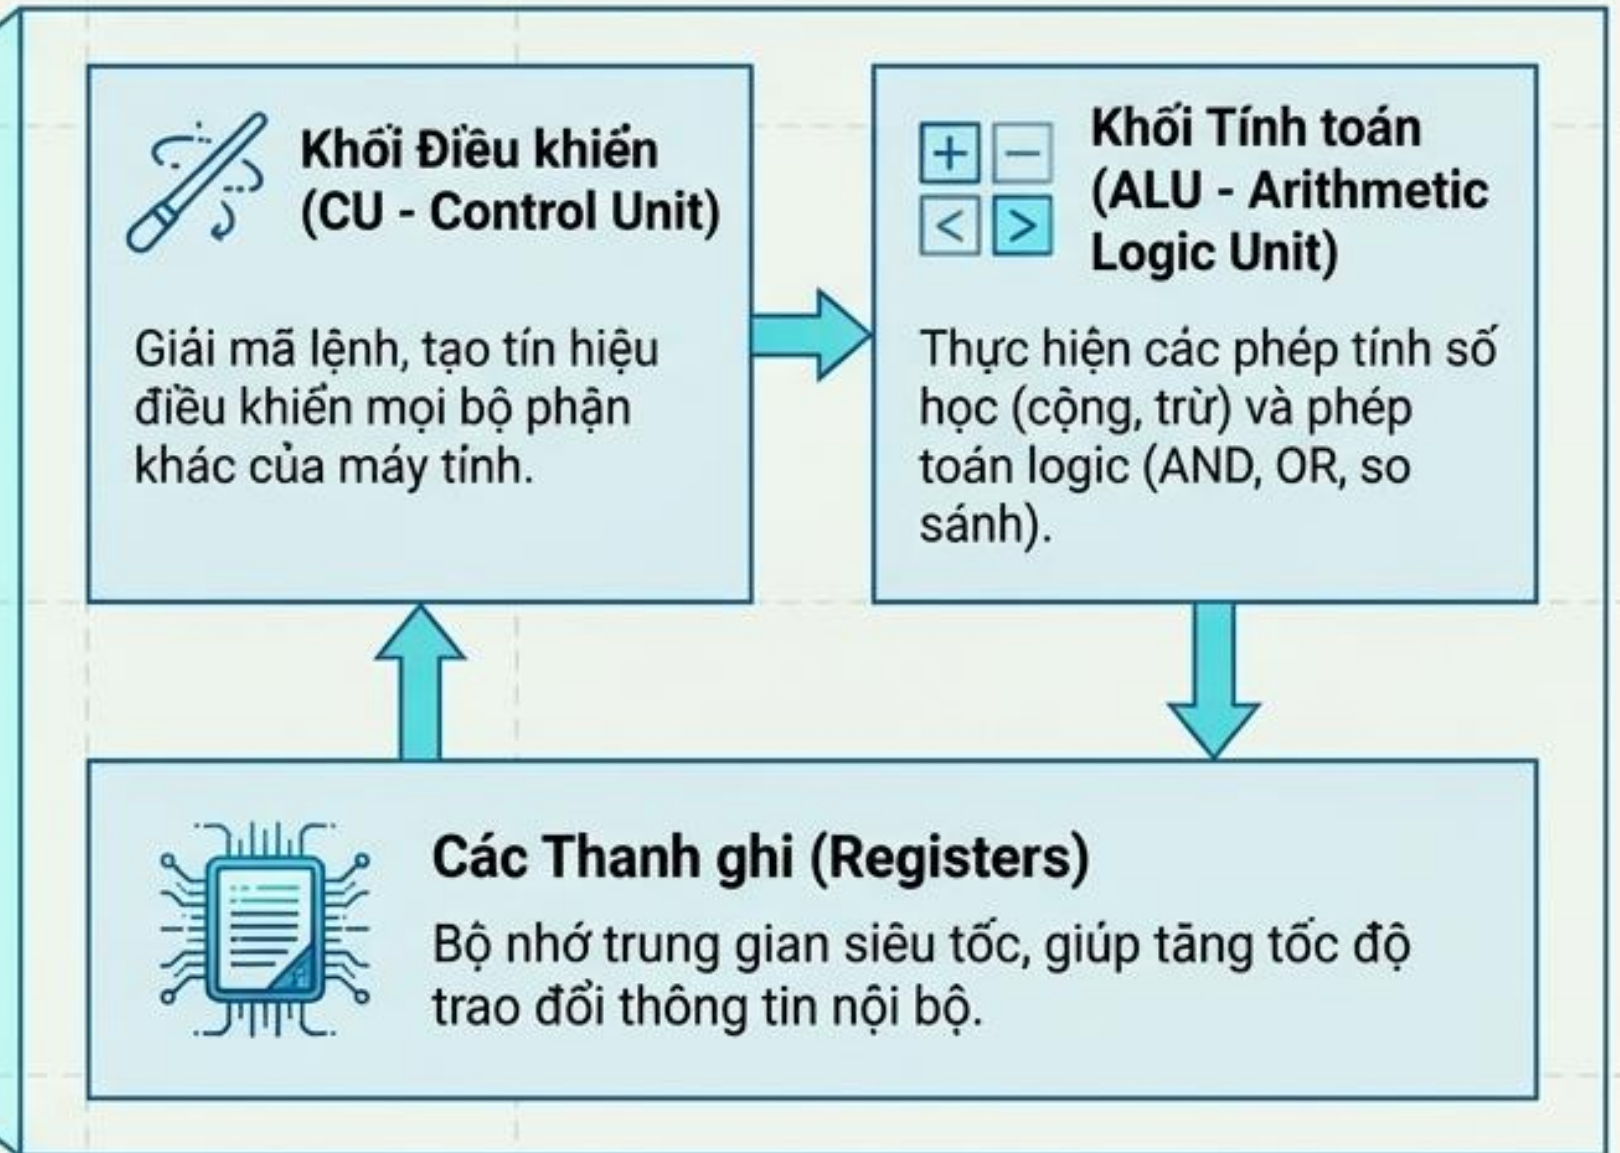 Khối Điều khiển
(CU - Control Unit)
Giải mã lệnh, tạo tín hiệu
điều khiển mọi bộ phận
khác của máy tính.
+ −
< >
Khối Tính toán
(ALU - Arithmetic
Logic Unit)
Thực hiện các phép tính số
học (cộng, trừ) và phép
toán logic (AND, OR, so
sánh).
Các Thanh ghi (Registers)
Bộ nhớ trung gian siêu tốc, giúp tăng tốc độ
trao đổi thông tin nội bộ.